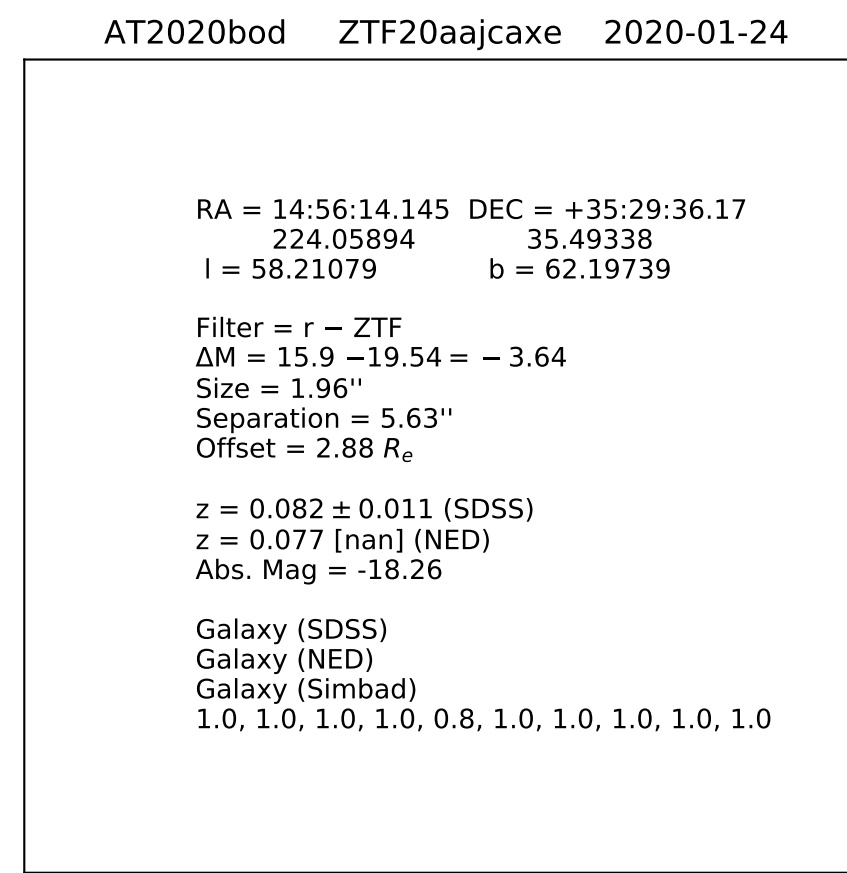 AT2020bod ZTF20aajcaxe 2020-01-24
RA = 14:56:14.145 DEC = +35:29:36.17
224.05894 35.49338
l = 58.21079 b = 62.19739
Filter = r − ZTF
ΔM = 15.9 −19.54 = − 3.64
Size = 1.96''
Separation = 5.63''
Offset = 2.88 Re
z = 0.082 ± 0.011 (SDSS)
z = 0.077 [nan] (NED)
Abs. Mag = -18.26
Galaxy (SDSS)
Galaxy (NED)
Galaxy (Simbad)
1.0, 1.0, 1.0, 1.0, 0.8, 1.0, 1.0, 1.0, 1.0, 1.0